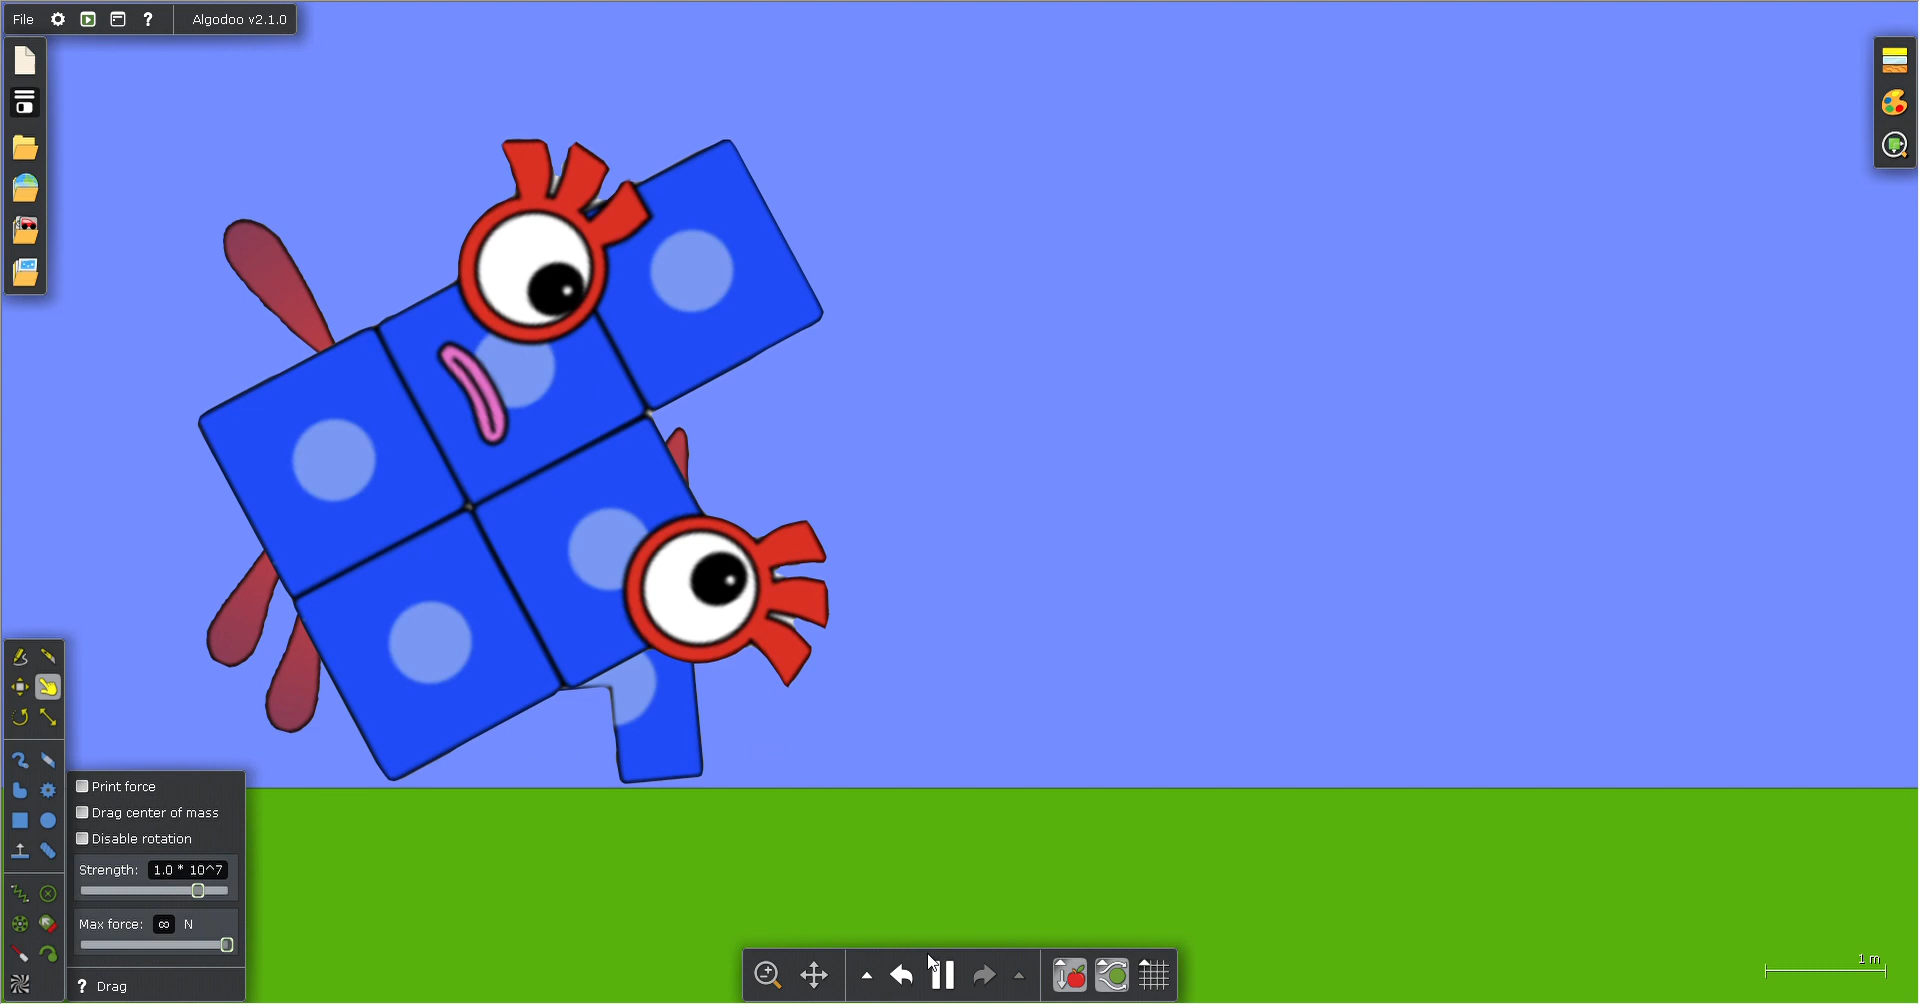 File ? Algodoo v2.1.0
Print force
Drag center of mass
Disable rotation
Strength: 1.0 * 10^7
Max force: ∞ N
? Drag
1 m